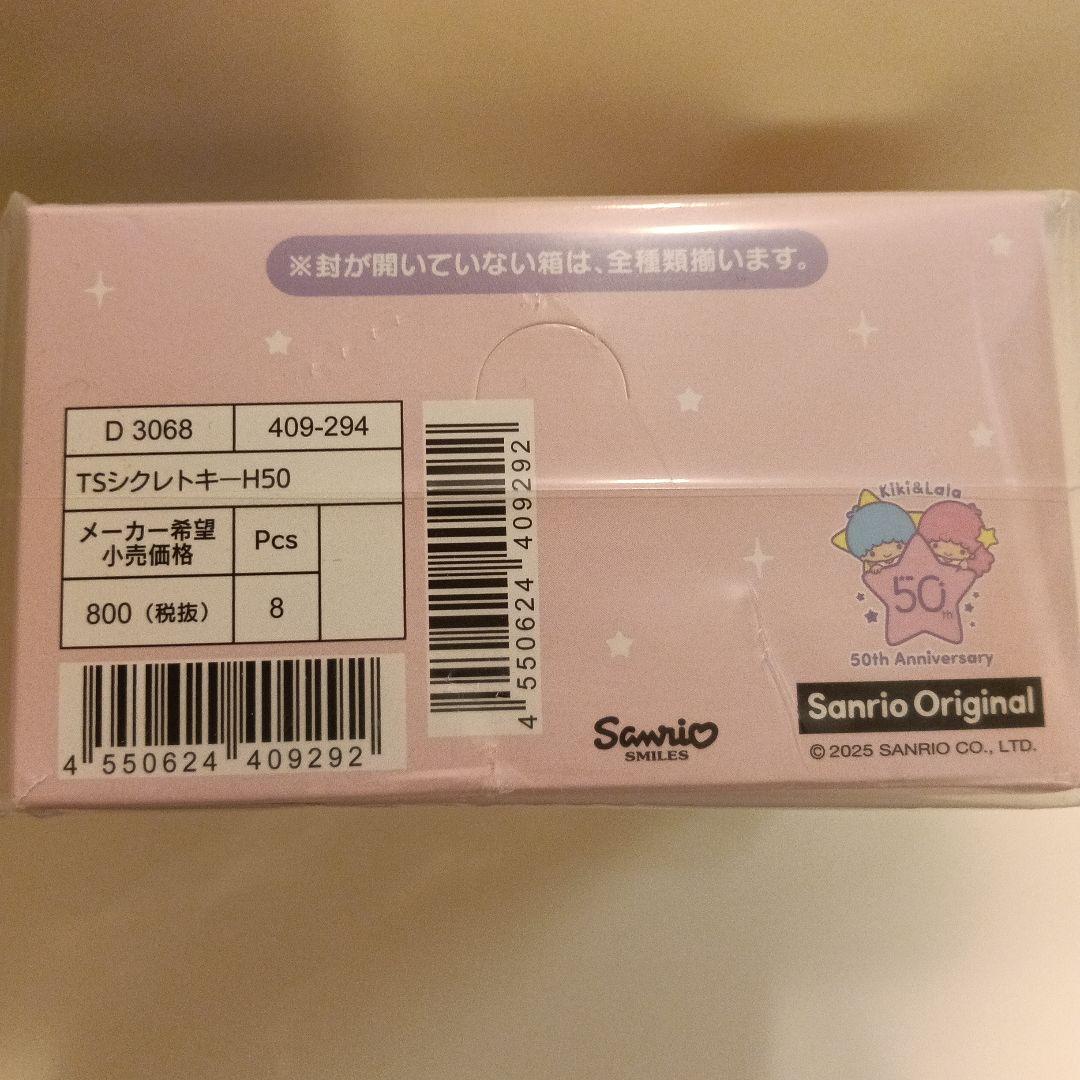 ※封が開いていない箱は、全種類揃います。
D 3068 409-294
TSシクレトキーH50
メーカー希望
小売価格
Pcs
800（税抜） 8
4 550624 409292
4 550624 409292
Kiki&Lala
50th
50th Anniversary
Sanrio
SMILES
Sanrio Original
© 2025 SANRIO CO., LTD.